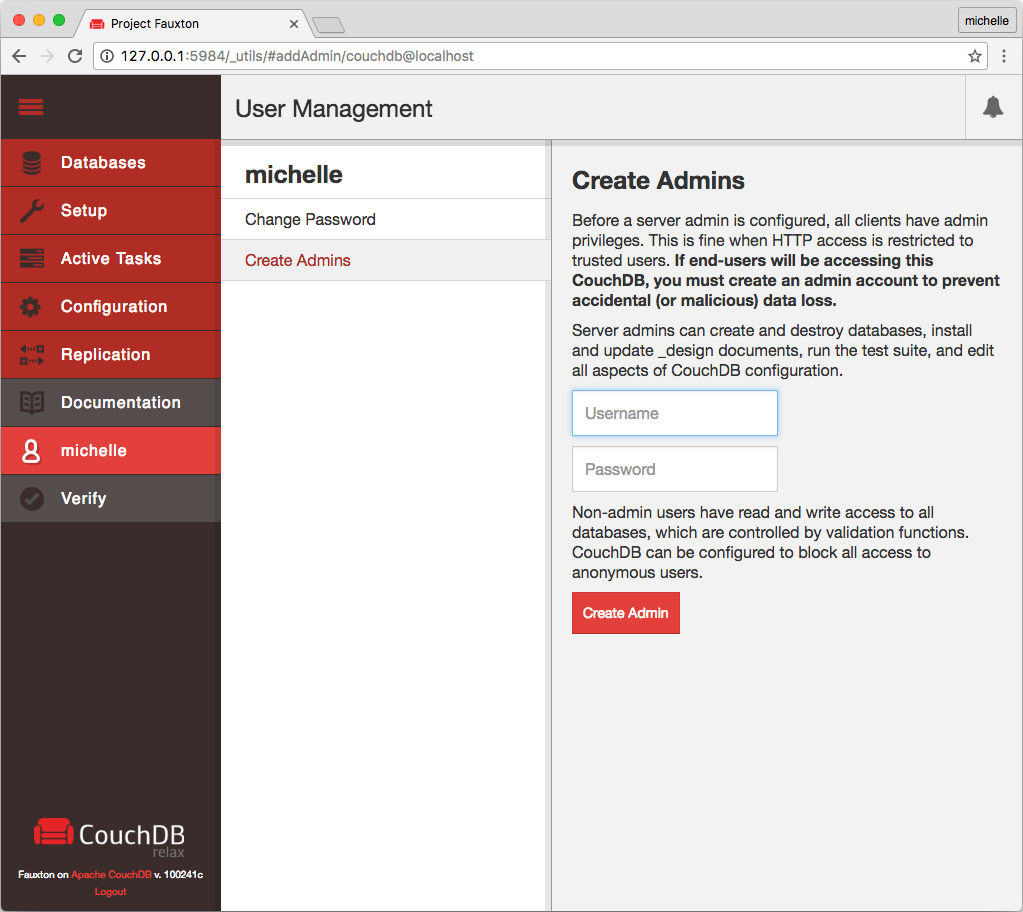 Project Fauxton
michelle
127.0.0.1:5984/_utils/#addAdmin/couchdb@localhost
User Management
Databases
Setup
Active Tasks
Configuration
Replication
Documentation
michelle
Verify
CouchDB
relax
Fauxton on Apache CouchDB v. 100241c
Logout
michelle
Change Password
Create Admins
Create Admins
Before a server admin is configured, all clients have admin
privileges. This is fine when HTTP access is restricted to
trusted users. If end-users will be accessing this
CouchDB, you must create an admin account to prevent
accidental (or malicious) data loss.
Server admins can create and destroy databases, install
and update _design documents, run the test suite, and edit
all aspects of CouchDB configuration.
Username
Password
Non-admin users have read and write access to all
databases, which are controlled by validation functions.
CouchDB can be configured to block all access to
anonymous users.
Create Admin